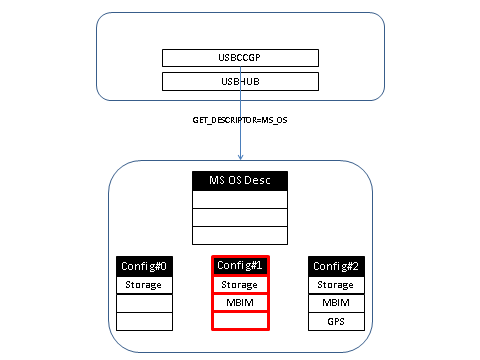 USBCCGP
USBHUB
GET_DESCRIPTOR=MS_OS
MS OS Desc
Config#0
Storage
Config#1
Storage
MBIM
Config#2
Storage
MBIM
GPS